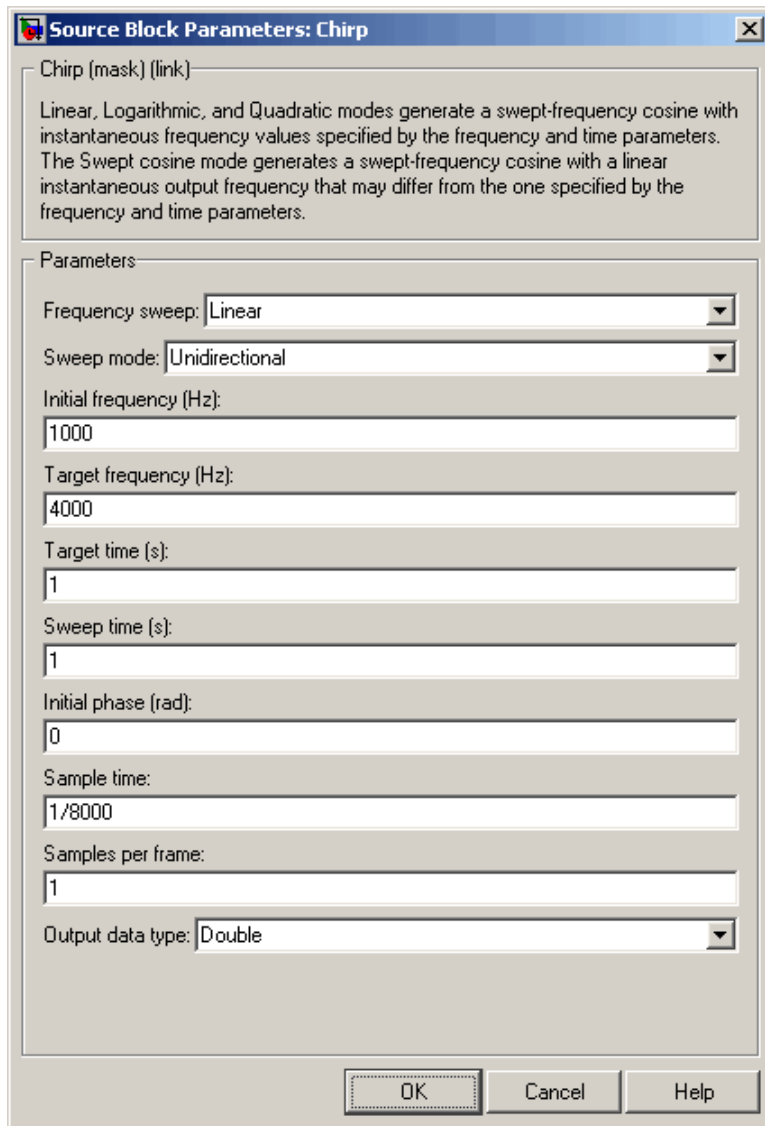 Source Block Parameters: Chirp
Chirp (mask) (link)
Linear, Logarithmic, and Quadratic modes generate a swept-frequency cosine with
instantaneous frequency values specified by the frequency and time parameters.
The Swept cosine mode generates a swept-frequency cosine with a linear
instantaneous output frequency that may differ from the one specified by the
frequency and time parameters.
Parameters
Frequency sweep: Linear
Sweep mode: Unidirectional
Initial frequency (Hz):
1000
Target frequency (Hz):
4000
Target time (s):
1
Sweep time (s):
1
Initial phase (rad):
0
Sample time:
1/8000
Samples per frame:
1
Output data type: Double
OK Cancel Help